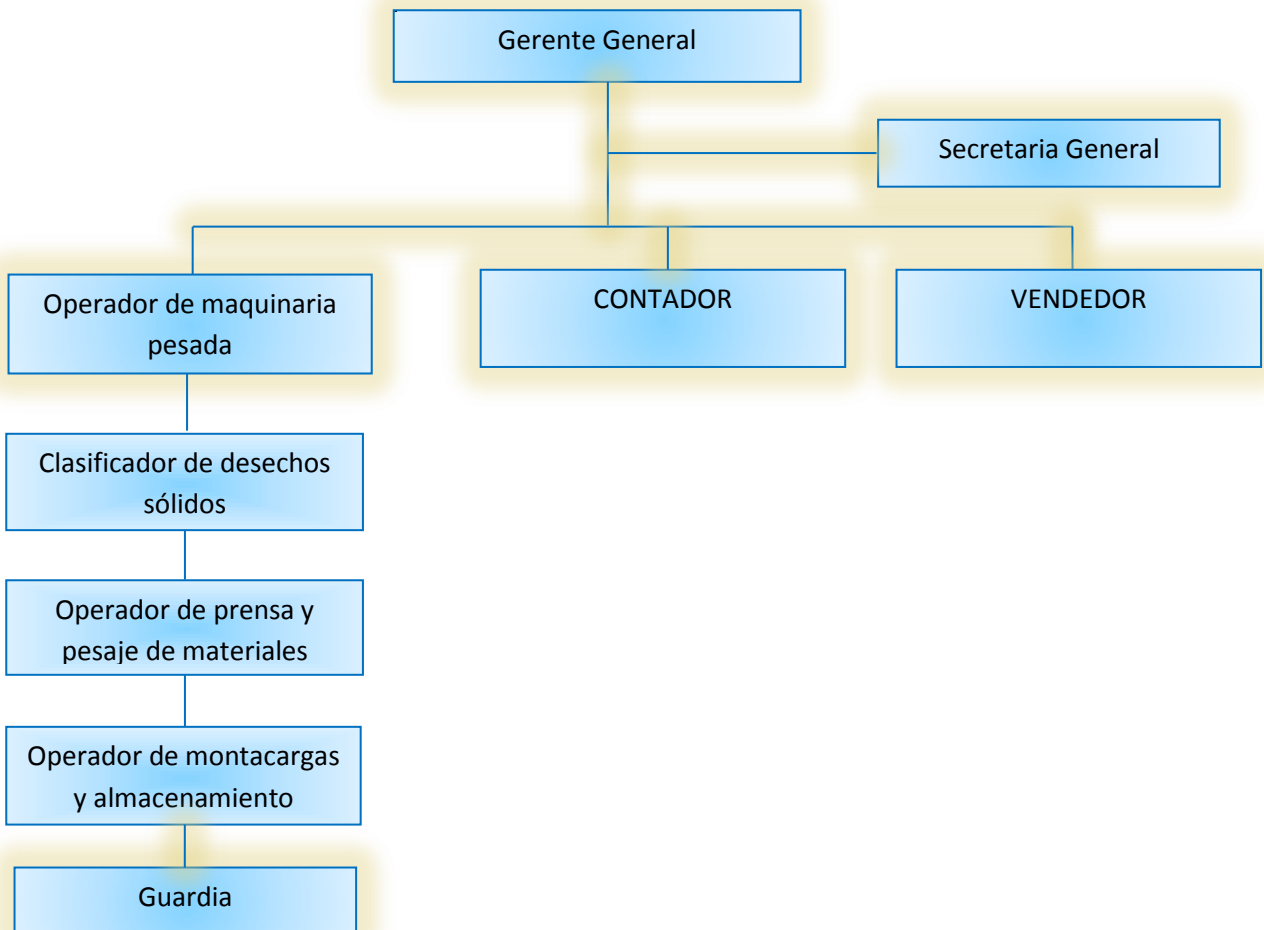 Gerente General
Secretaria General
Operador de maquinaria
pesada
CONTADOR
VENDEDOR
Clasificador de desechos
sólidos
Operador de prensa y
pesaje de materiales
Operador de montacargas
y almacenamiento
Guardia